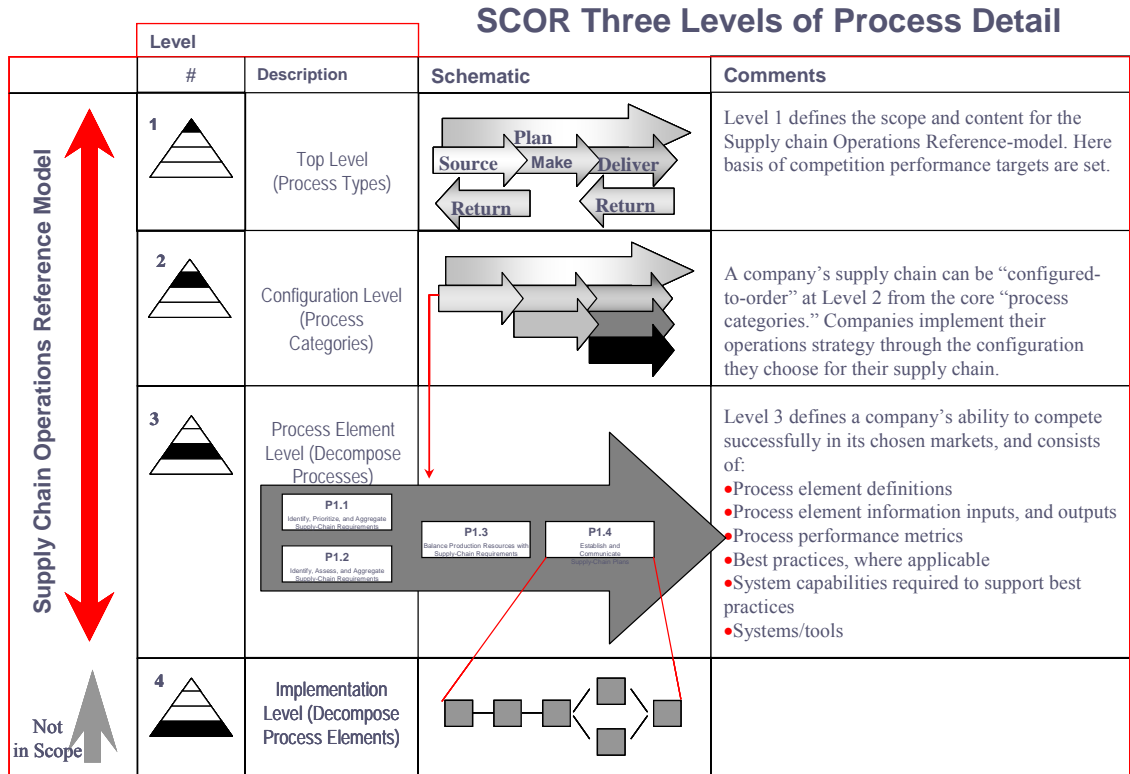 SCOR Three Levels of Process Detail
Level
#
Description
Schematic
Comments
Supply Chain Operations Reference Model
1
Top Level
(Process Types)
Plan
Source
Make
Deliver
Return
Return
Level 1 defines the scope and content for the
Supply chain Operations Reference-model. Here
basis of competition performance targets are set.
2
Configuration Level
(Process
Categories)
A company’s supply chain can be “configured-
to-order” at Level 2 from the core “process
categories.” Companies implement their
operations strategy through the configuration
they choose for their supply chain.
3
Process Element
Level (Decompose
Processes)
P1.1
Identify, Prioritize, and Aggregate
Supply-Chain Requirements
P1.2
Identify, Assess, and Aggregate
Supply-Chain Requirements
P1.3
Balance Production Resources with
Supply-Chain Requirements
P1.4
Establish and
Communicate
Supply-Chain Plans
Level 3 defines a company’s ability to compete
successfully in its chosen markets, and consists
of:
•Process element definitions
•Process element information inputs, and outputs
•Process performance metrics
•Best practices, where applicable
•System capabilities required to support best
practices
•Systems/tools
Not
in Scope
4
Implementation
Level (Decompose
Process Elements)